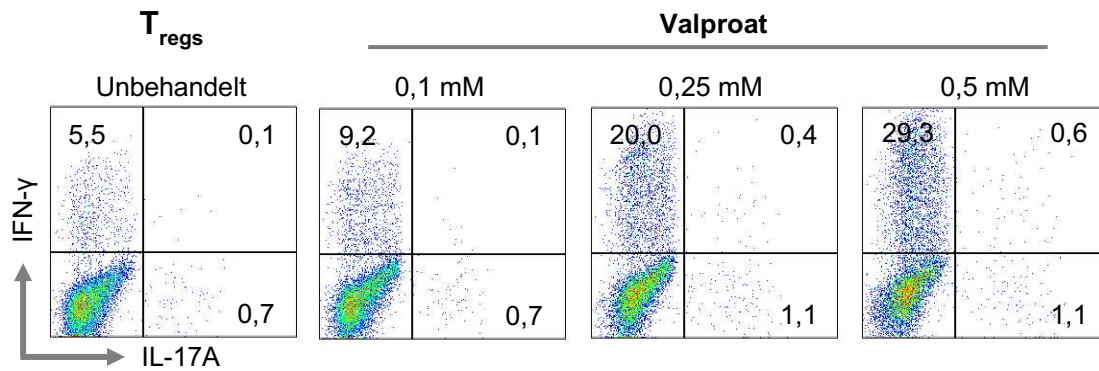 Tregs
Valproat
Unbehandelt
0,1 mM
0,25 mM
0,5 mM
5,5
0,1
9,2
0,1
20,0
0,4
29,3
0,6
0,7
0,7
1,1
1,1
IFN-γ
IL-17A